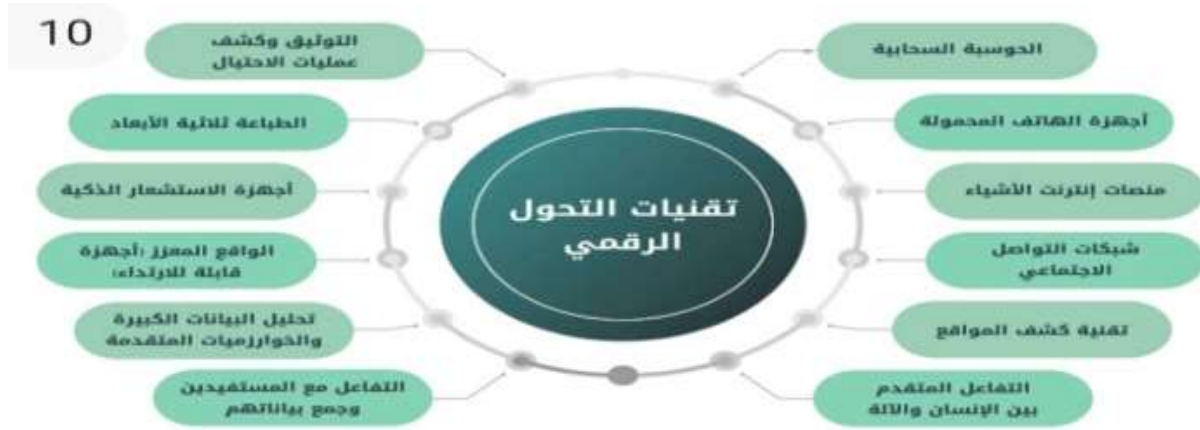 10
تقنيات التحول
الرقمي
الحوسبة السحابية
أجهزة الهاتف المحمولة
منصات إنترنت الأشياء
شبكات التواصل
الاجتماعي
تقنية كشف المواقع
التفاعل المتقدم
بين الإنسان والآلة
التوثيق وكشف
عمليات الاحتيال
الطباعة ثلاثية الأبعاد
أجهزة الاستشعار الذكية
الواقع المعزز (أجهزة
قابلة للارتداء)
تحليل البيانات الكبيرة
والخوارزميات المتقدمة
التفاعل مع المستفيدين
وجمع بياناتهم